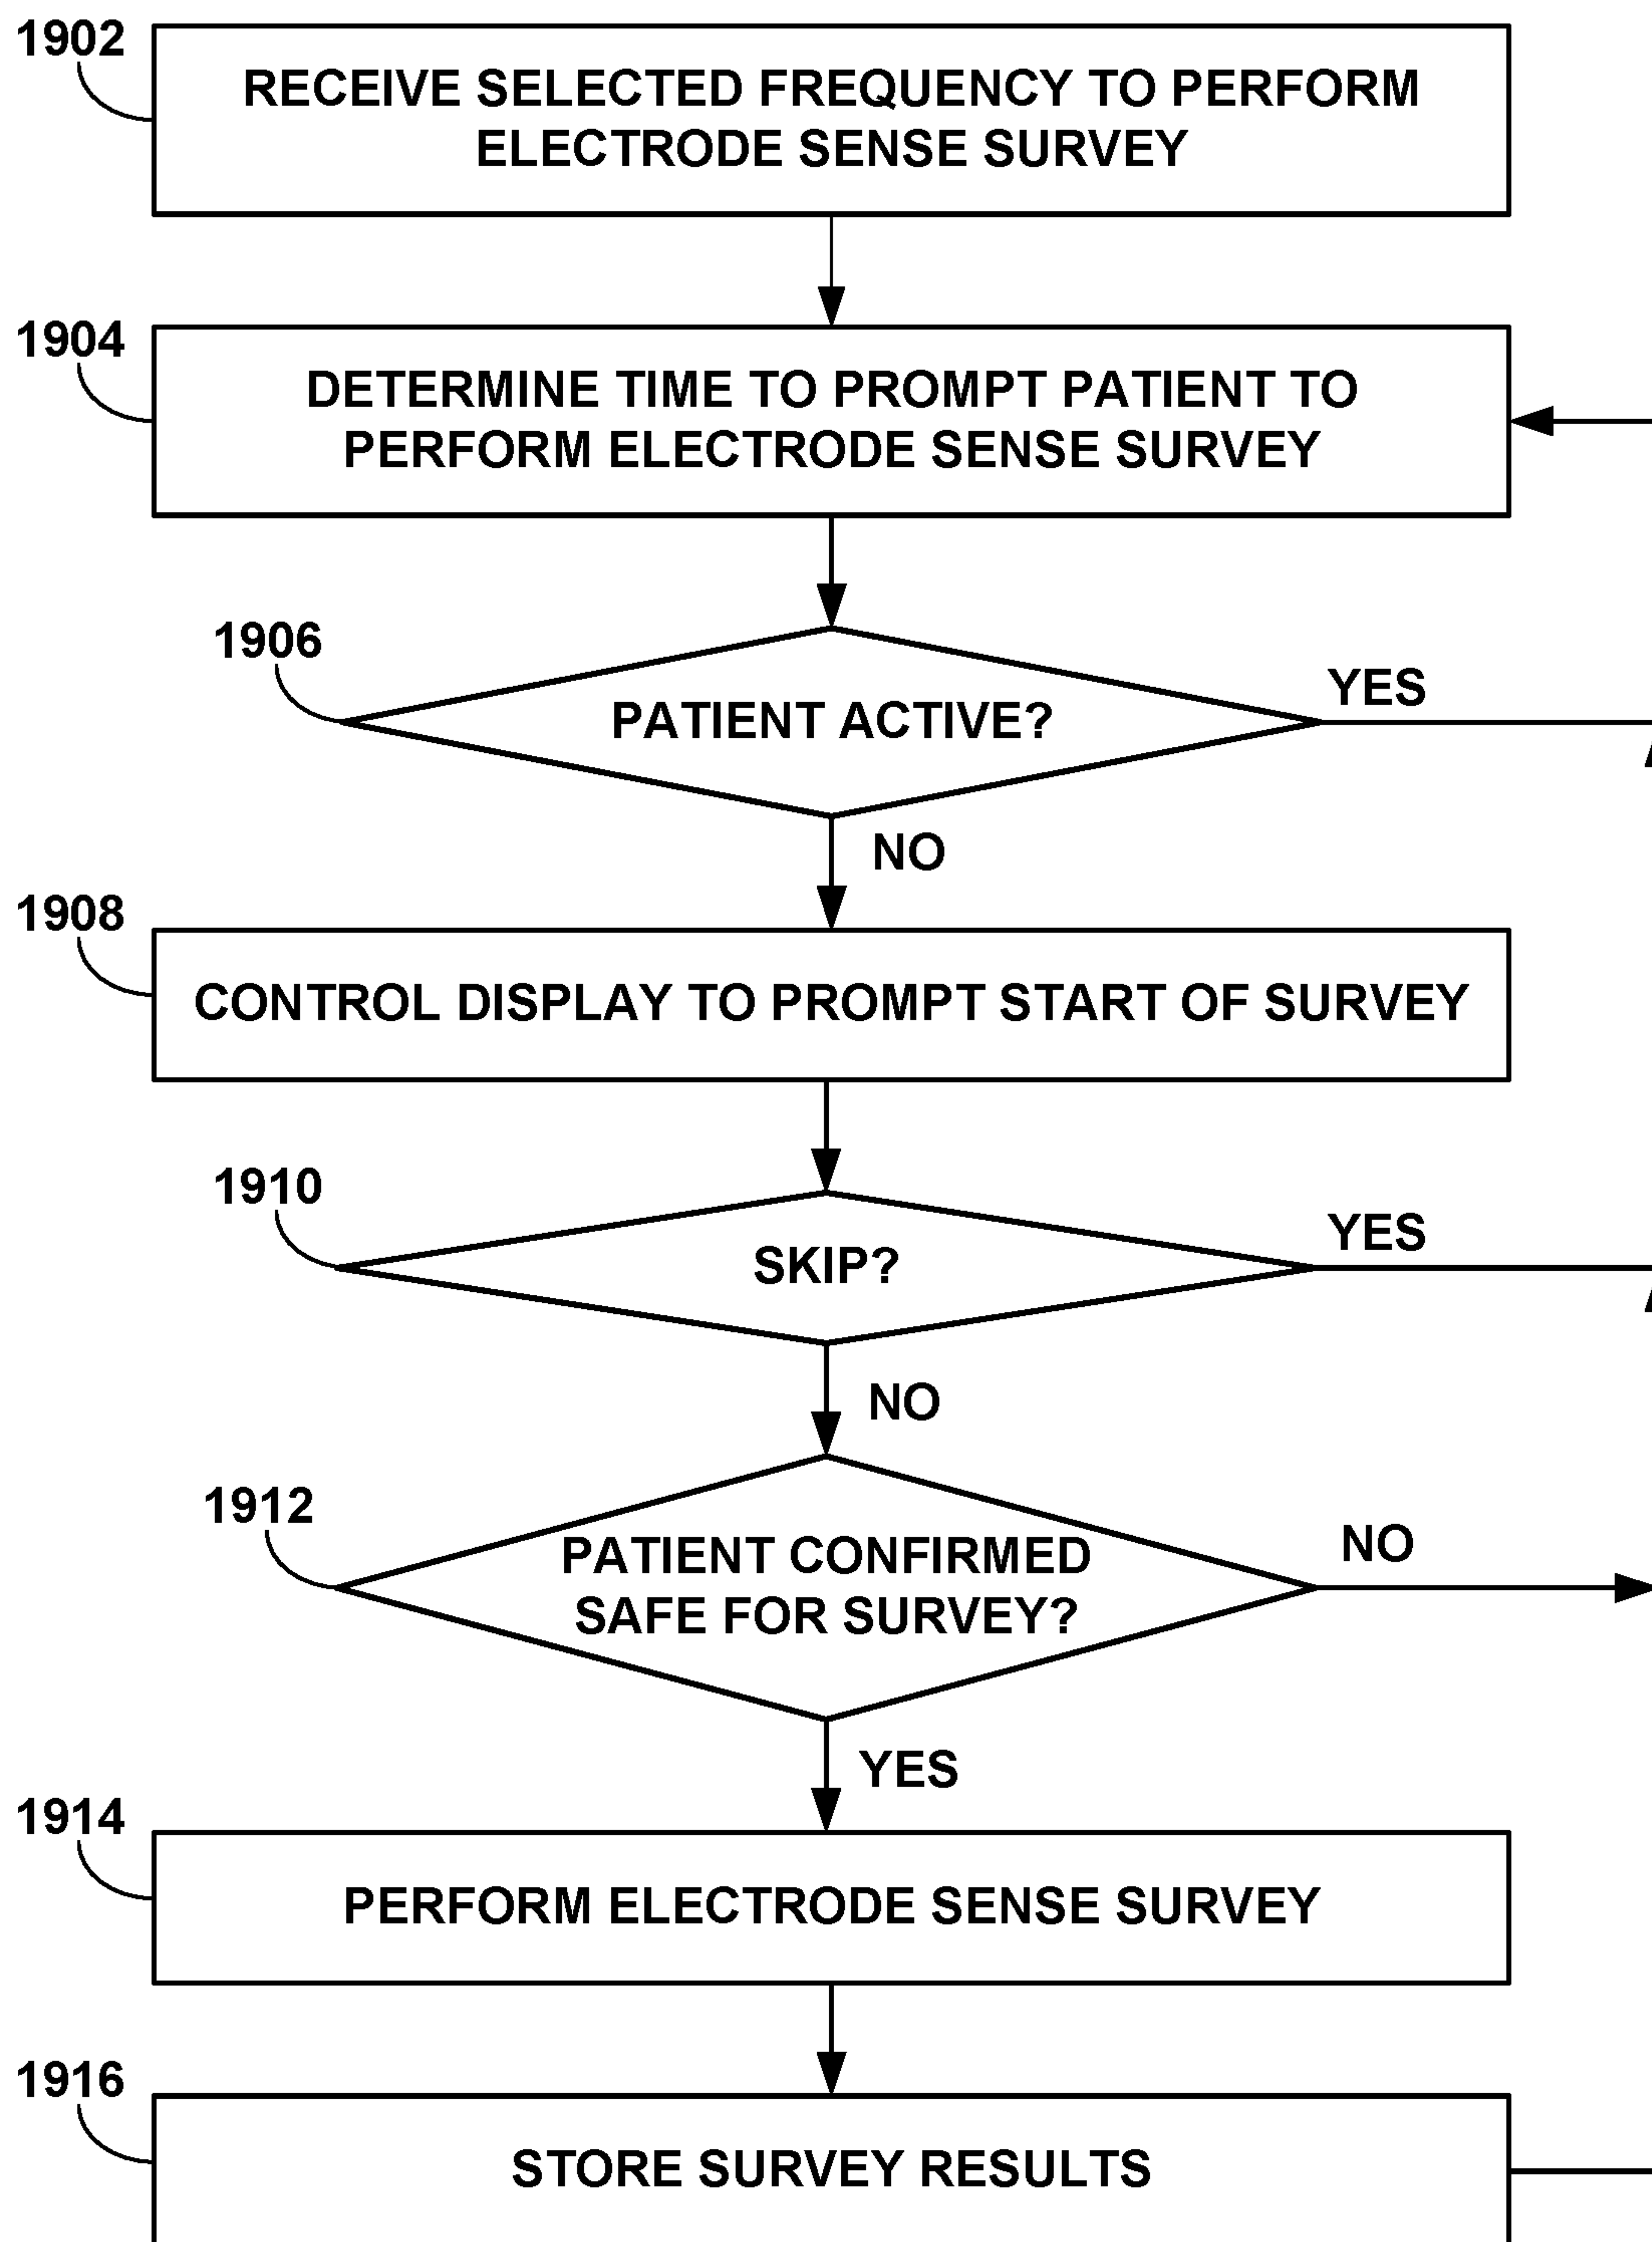 1902
RECEIVE SELECTED FREQUENCY TO PERFORM
ELECTRODE SENSE SURVEY
1904
DETERMINE TIME TO PROMPT PATIENT TO
PERFORM ELECTRODE SENSE SURVEY
1906
PATIENT ACTIVE?
YES
NO
1908
CONTROL DISPLAY TO PROMPT START OF SURVEY
1910
SKIP?
YES
NO
1912
PATIENT CONFIRMED
SAFE FOR SURVEY?
NO
YES
1914
PERFORM ELECTRODE SENSE SURVEY
1916
STORE SURVEY RESULTS